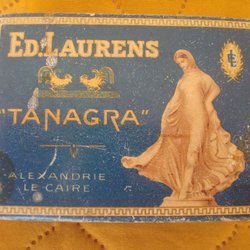 ED. LAURENS
"TANAGRA"
ALEXANDRIE
LE CAIRE